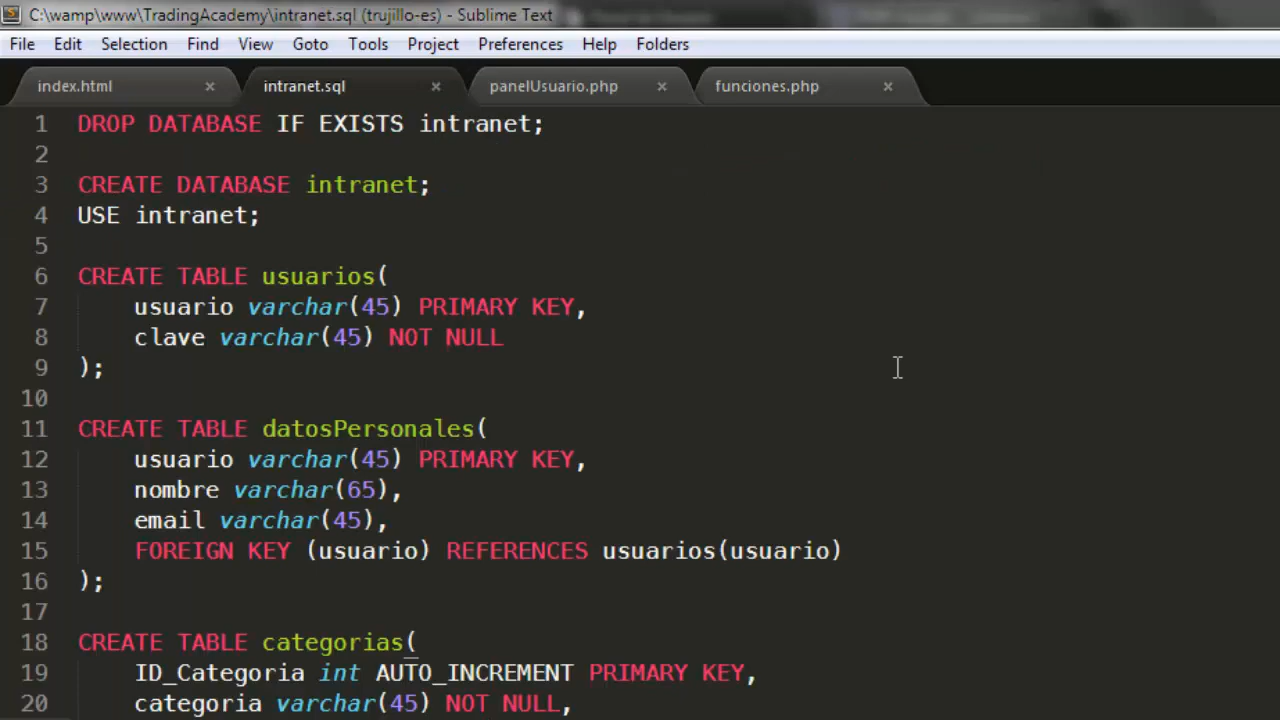 C:\wamp\www\TradingAcademy\intranet.sql (trujillo-es) - Sublime Text
File Edit Selection Find View Goto Tools Project Preferences Help Folders
index.html × intranet.sql × panelUsuario.php × funciones.php ×
1 DROP DATABASE IF EXISTS intranet;
2
3 CREATE DATABASE intranet;
4 USE intranet;
5
6 CREATE TABLE usuarios(
7 usuario varchar(45) PRIMARY KEY,
8 clave varchar(45) NOT NULL
9 );
10
11 CREATE TABLE datosPersonales(
12 usuario varchar(45) PRIMARY KEY,
13 nombre varchar(65),
14 email varchar(45),
15 FOREIGN KEY (usuario) REFERENCES usuarios(usuario)
16 );
17
18 CREATE TABLE categorias(
19 ID_Categoria int AUTO_INCREMENT PRIMARY KEY,
20 categoria varchar(45) NOT NULL,